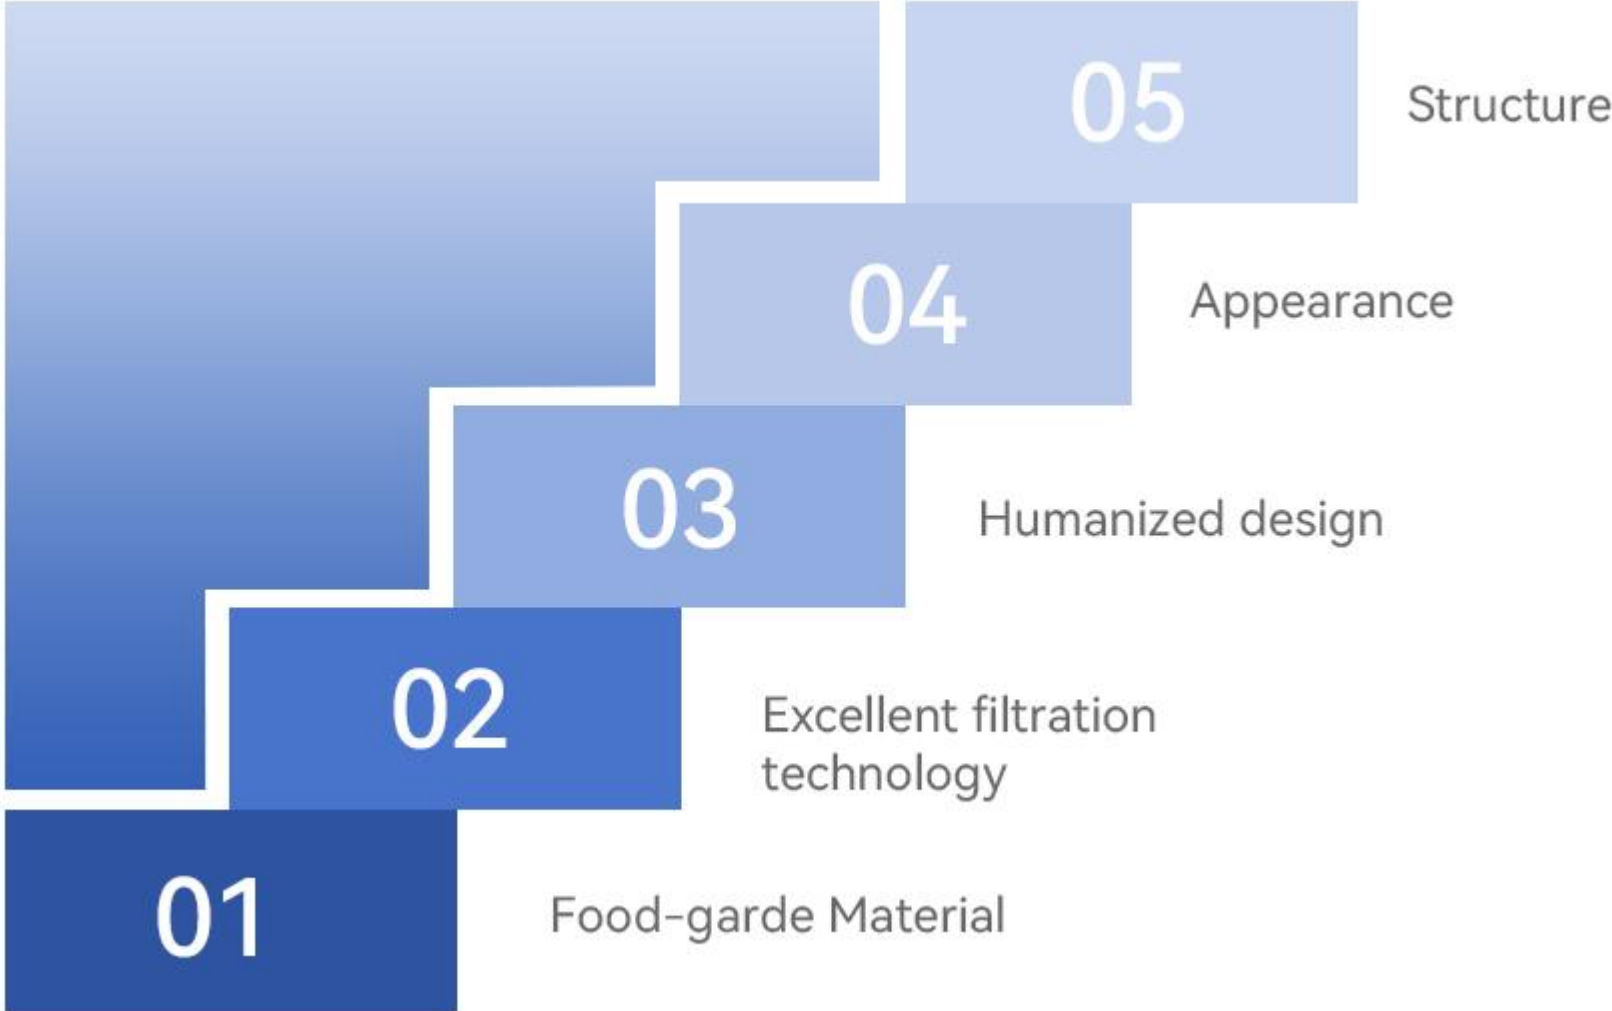 05
Structure
04
Appearance
03
Humanized design
02
Excellent filtration
technology
01
Food-garde Material